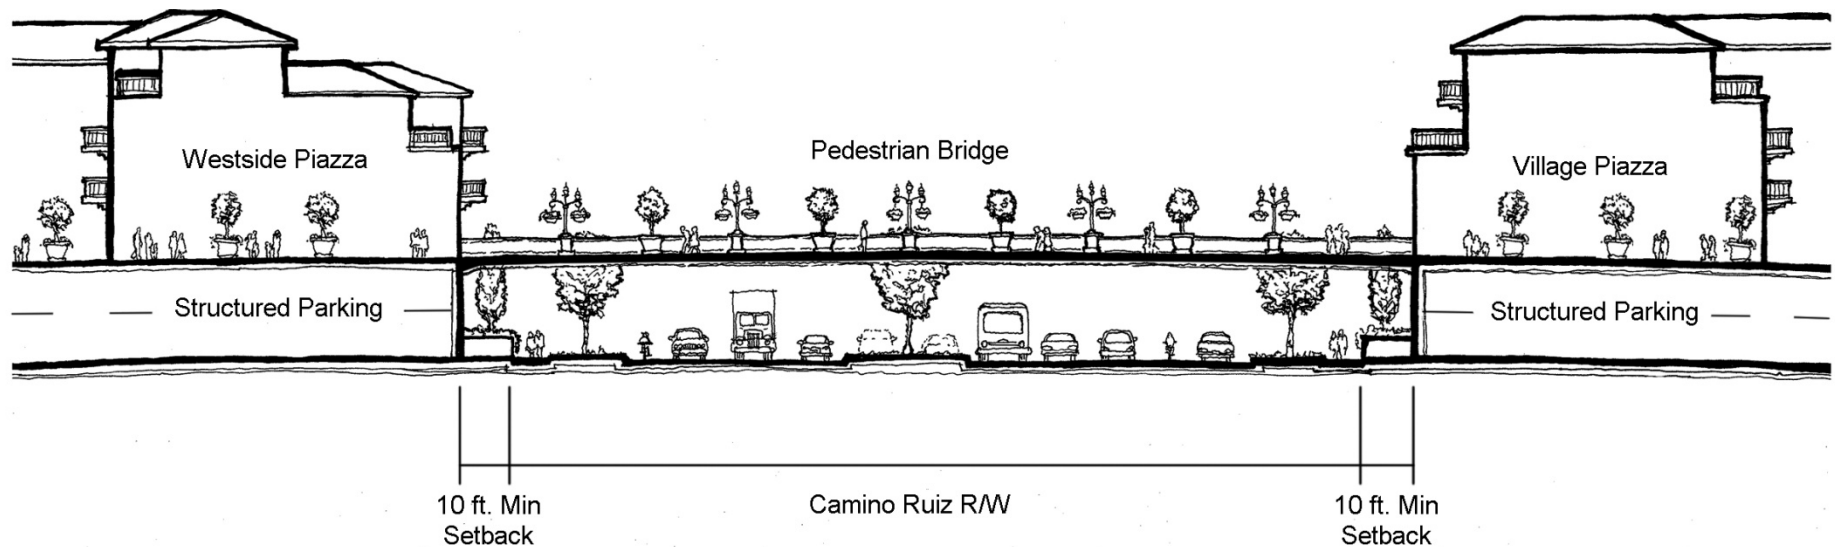 Pedestrian Bridge
Westside Piazza
Village Piazza
Structured Parking
Structured Parking
10 ft. Min
Setback
Camino Ruiz R/W
10 ft. Min
Setback